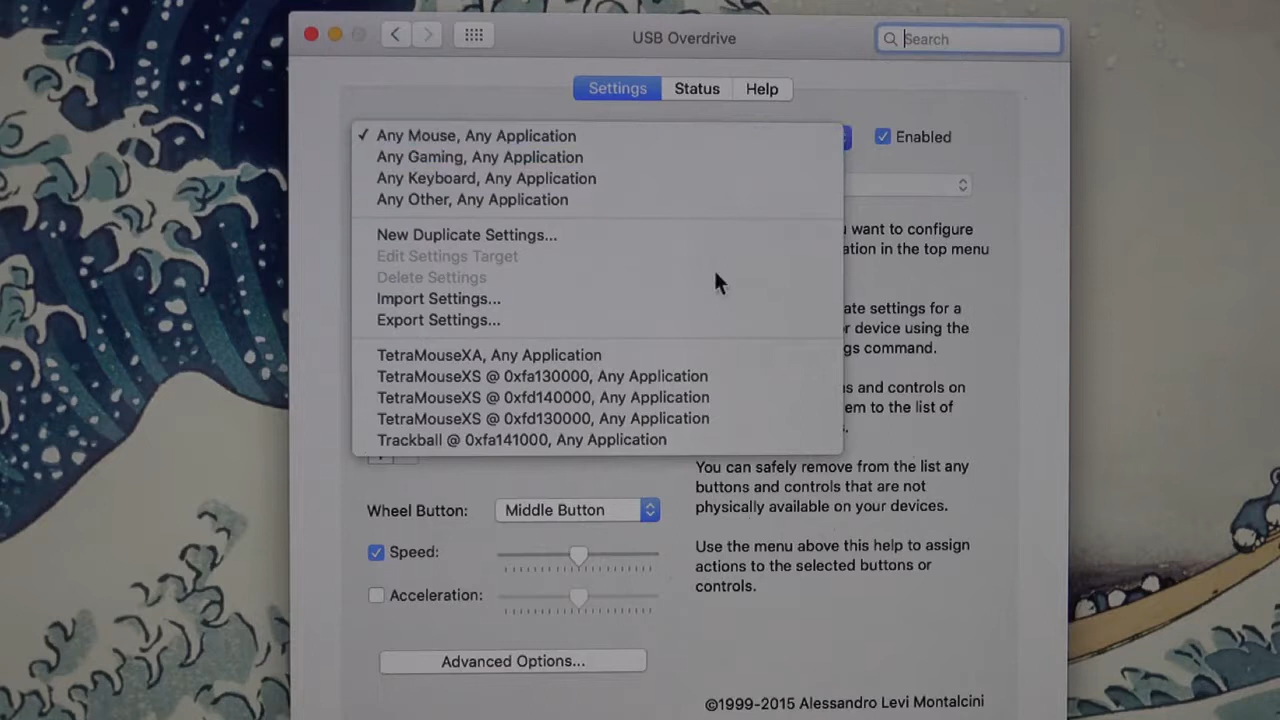 USB Overdrive
Search
Settings
Status
Help
✓ Any Mouse, Any Application
Enabled
Any Gaming, Any Application
Any Keyboard, Any Application
Any Other, Any Application
New Duplicate Settings...
Edit Settings Target
Delete Settings
Import Settings...
Export Settings...
TetraMouseXA, Any Application
TetraMouseXS @ 0xfa130000, Any Application
TetraMouseXS @ 0xfd140000, Any Application
TetraMouseXS @ 0xfd130000, Any Application
Trackball @ 0xfa141000, Any Application
want to configure
in the top menu
settings for a
device using the
command.
and controls on
to the list of
You can safely remove from the list any
buttons and controls that are not
physically available on your devices.
Use the menu above this help to assign
actions to the selected buttons or
controls.
Wheel Button:
Middle Button
Speed:
Acceleration:
Advanced Options...
©1999-2015 Alessandro Levi Montalcini